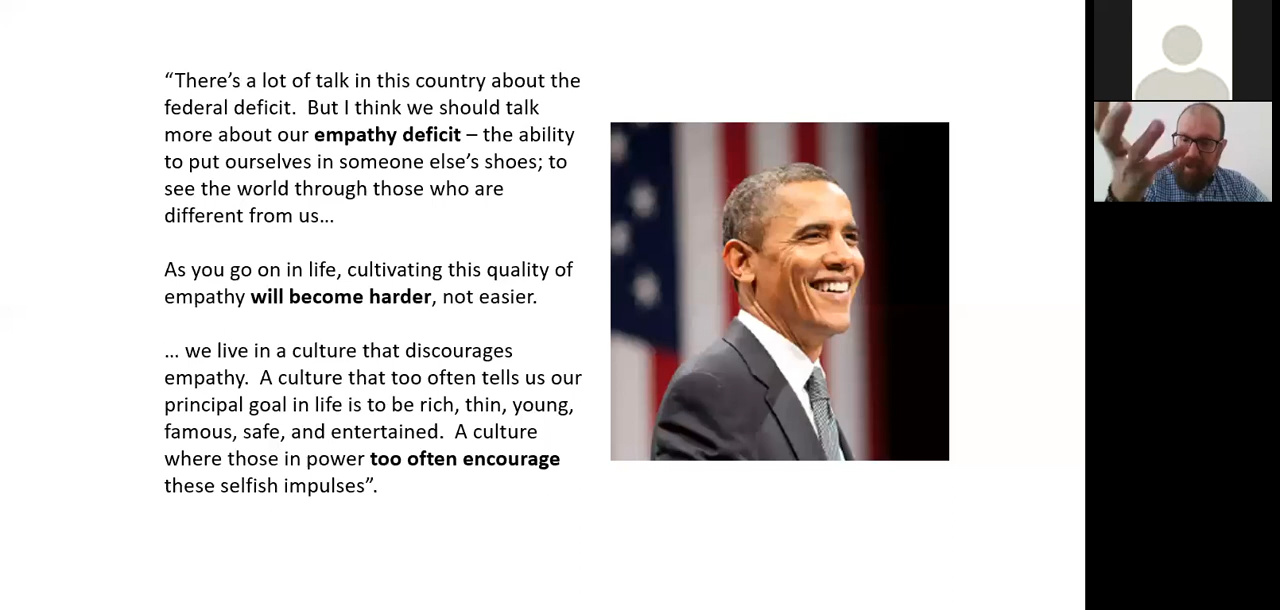 “There’s a lot of talk in this country about the
federal deficit.  But I think we should talk
more about our empathy deficit – the ability
to put ourselves in someone else’s shoes; to
see the world through those who are
different from us…
As you go on in life, cultivating this quality of
empathy will become harder, not easier.
… we live in a culture that discourages
empathy.  A culture that too often tells us our
principal goal in life is to be rich, thin, young,
famous, safe, and entertained.  A culture
where those in power too often encourage
these selfish impulses”.